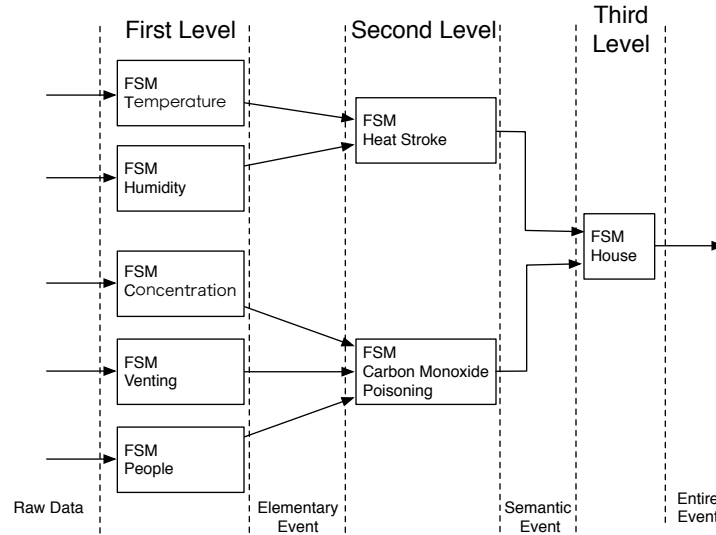 First Level
Second Level
Third
Level
FSM
Temperature
FSM
Heat Stroke
FSM
Humidity
FSM
House
FSM
Concentration
FSM
Venting
FSM
Carbon Monoxide
Poisoning
FSM
People
Raw Data
Elementary
Event
Semantic
Event
Entire
Event